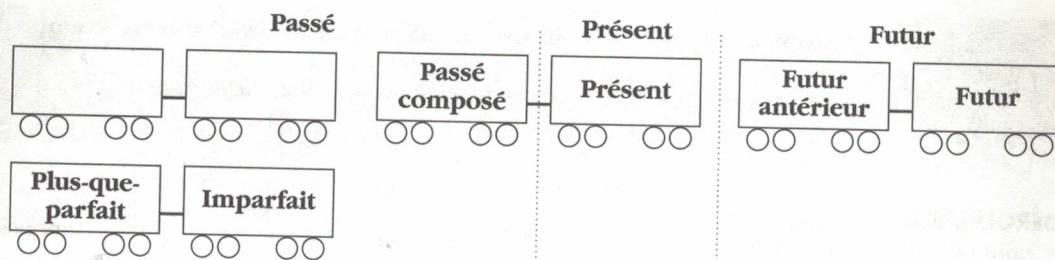 Passé
Présent
Futur
Passé
composé
Présent
Futur
antérieur
Futur
Plus-que-
parfait
Imparfait